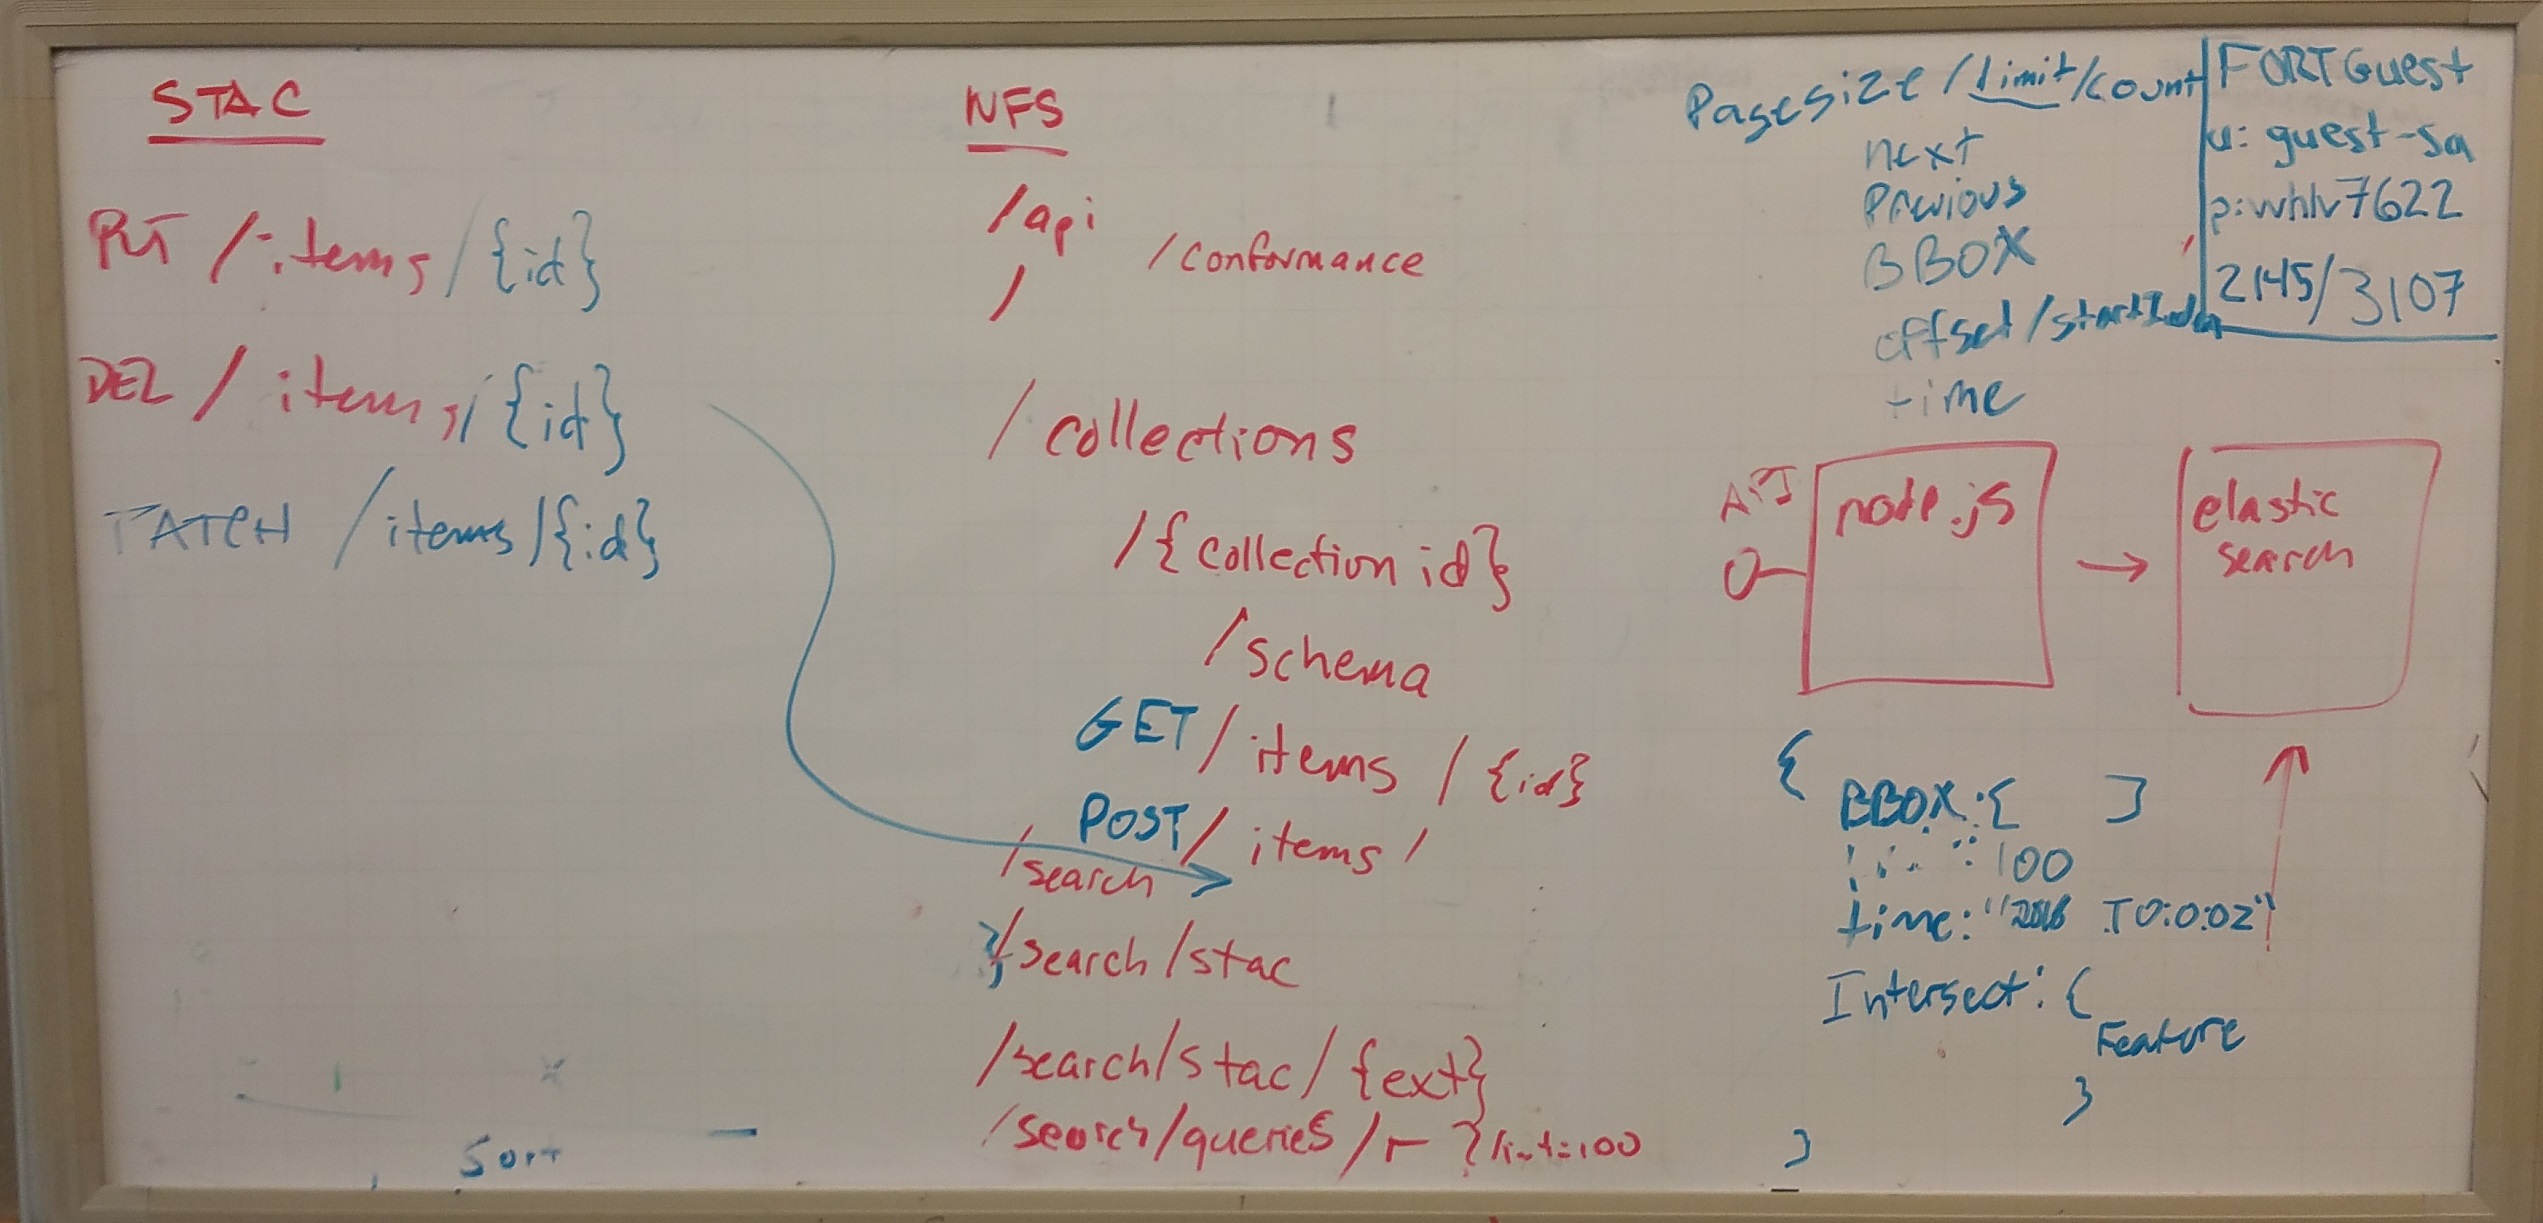 STAC
PUT /items/{id}
DEL /items/{id}
PATCH /items/{id}
Sort
NFS
/api
/conformance
/
/collections
/{collection id}
/schema
GET /items/{id}
POST /items/
/search
}/search/stac
/search/stac/{ext}
/search/queries/r ?limit=100
Pagesize/limit/count
next
previous
BBOX
offset/startIndex
time
FORTGuest
u: guest-sa
2145/3107
API
node.js
→
elastic
search
{
BBOX:[ ]
: 100
time: "2018 T0:0:0Z"
Intersect: {
Feature
}
}